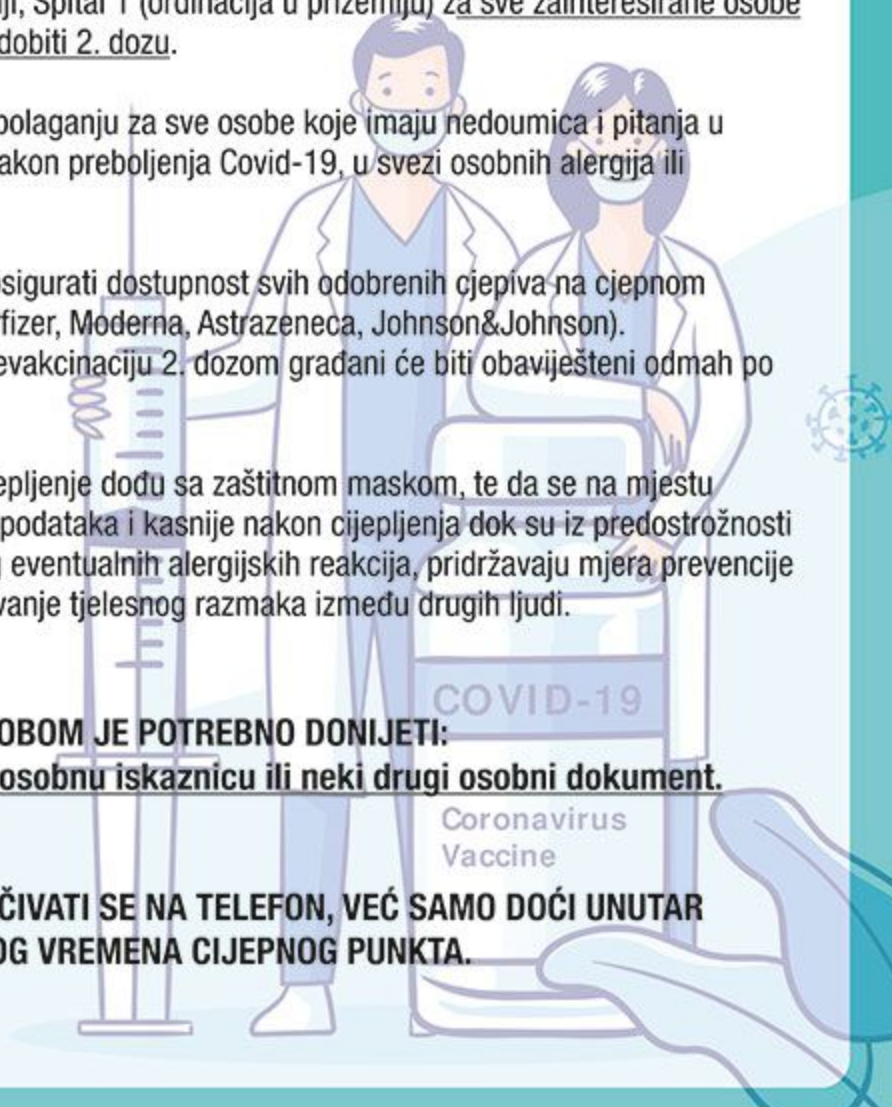 ji, Špital 1 (ordinacija u prizemlju) za sve zainteresirane osobe
dobiti 2. dozu.
polaganju za sve osobe koje imaju nedoumica i pitanja u
akon preboljenja Covid-19, u svezi osobnih alergija ili
osigurati dostupnost svih odobrenih cjepiva na cjepnom
fizer, Moderna, Astrazeneca, Johnson&Johnson).
evakcinaciju 2. dozom građani će biti obaviješteni odmah po
epljenje dođu sa zaštitnom maskom, te da se na mjestu
podataka i kasnije nakon cijepljenja dok su iz predostrožnosti
g eventualnih alergijskih reakcija, pridržavaju mjera prevencije
vanje tjelesnog razmaka između drugih ljudi.
COVID-19
OBOM JE POTREBNO DONIJETI:
osobnu iskaznicu ili neki drugi osobni dokument.
Coronavirus
Vaccine
ČIVATI SE NA TELEFON, VEĆ SAMO DOĆI UNUTAR
OG VREMENA CIJEPNOG PUNKTA.